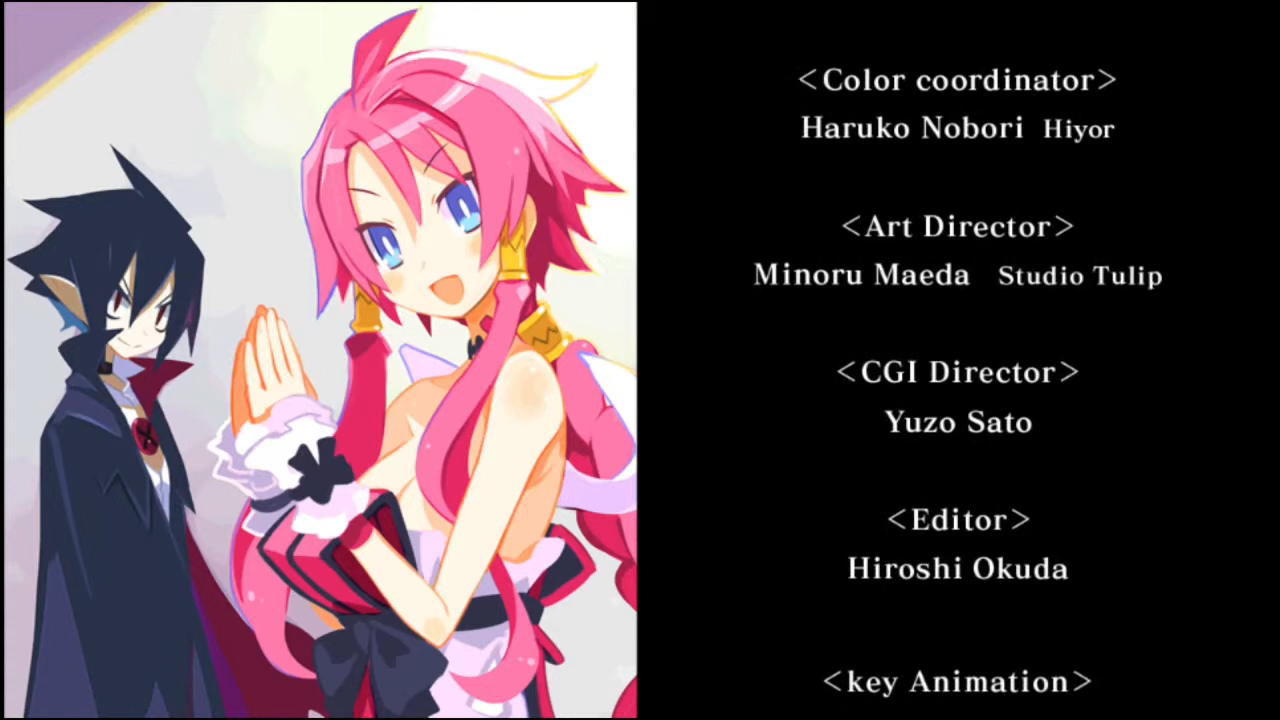 <Color coordinator>
Haruko Nobori Hiyor
<Art Director>
Minoru Maeda Studio Tulip
<CGI Director>
Yuzo Sato
<Editor>
Hiroshi Okuda
<key Animation>